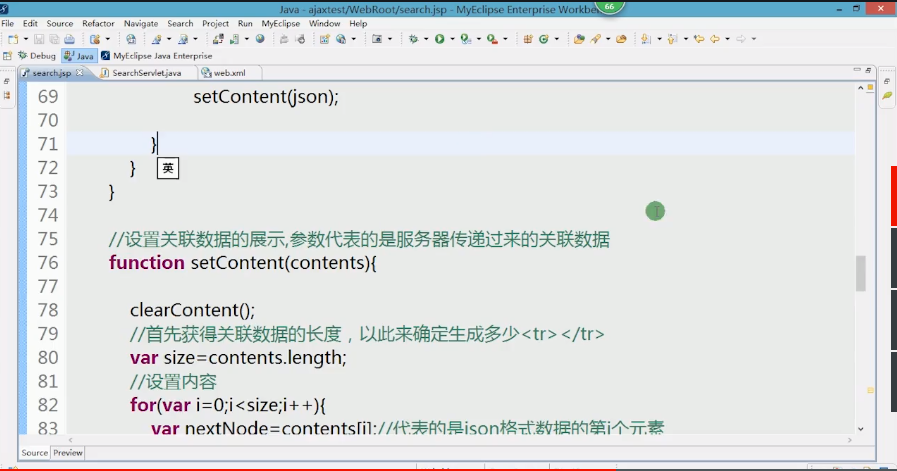 Java - ajaxtest/WebRoot/search.jsp - MyEclipse Enterprise Workbe
66
File Edit Source Refactor Navigate Search Project Run MyEclipse Window Help
Debug Java MyEclipse Java Enterprise
search.jsp SearchServlet.java web.xml
69 setContent(json);
70
71 }
72 } 英
73 }
74
75 //设置关联数据的展示,参数代表的是服务器传递过来的关联数据
76 function setContent(contents){
77
78 clearContent();
79 //首先获得关联数据的长度，以此来确定生成多少<tr></tr>
80 var size=contents.length;
81 //设置内容
82 for(var i=0;i<size;i++){
83 var nextNode=contents[i];//代表的是json格式数据的第i个元素
Source Preview